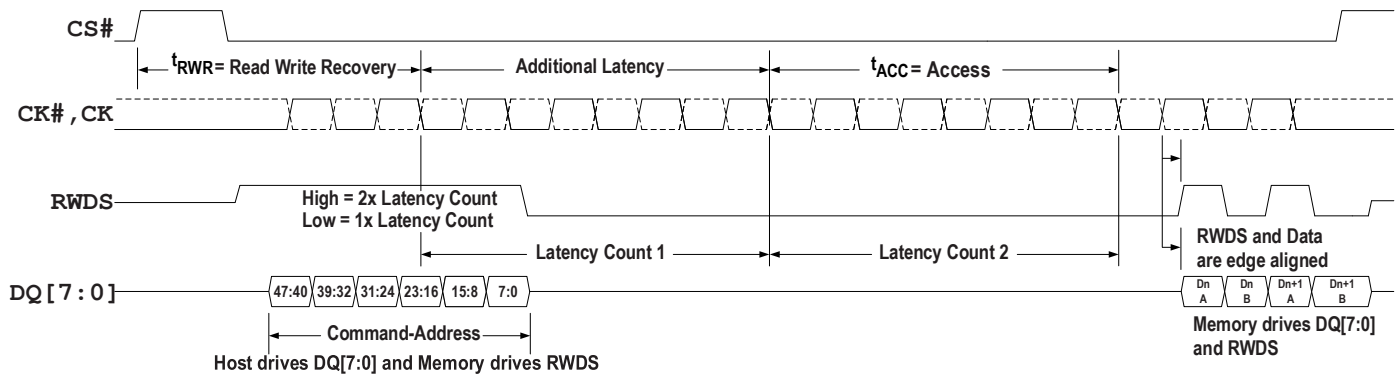 CS#
tRWR= Read Write Recovery
Additional Latency
tACC= Access
CK#,CK
RWDS
High = 2x Latency Count
Low = 1x Latency Count
Latency Count 1
Latency Count 2
RWDS and Data
are edge aligned
DQ[7:0]
47:40 39:32 31:24 23:16 15:8 7:0
Dn A
Dn B
Dn+1 A
Dn+1 B
Command-Address
Host drives DQ[7:0] and Memory drives RWDS
Memory drives DQ[7:0]
and RWDS